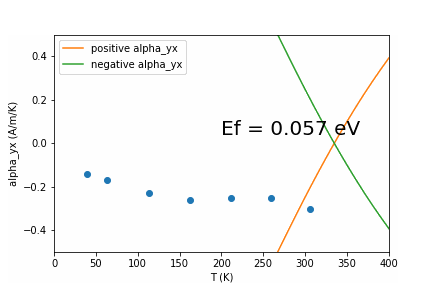 positive alpha_yx
negative alpha_yx
Ef = 0.057 eV
alpha_yx (A/m/K)
0.4
0.2
0.0
−0.2
−0.4
0 50 100 150 200 250 300 350 400
T (K)